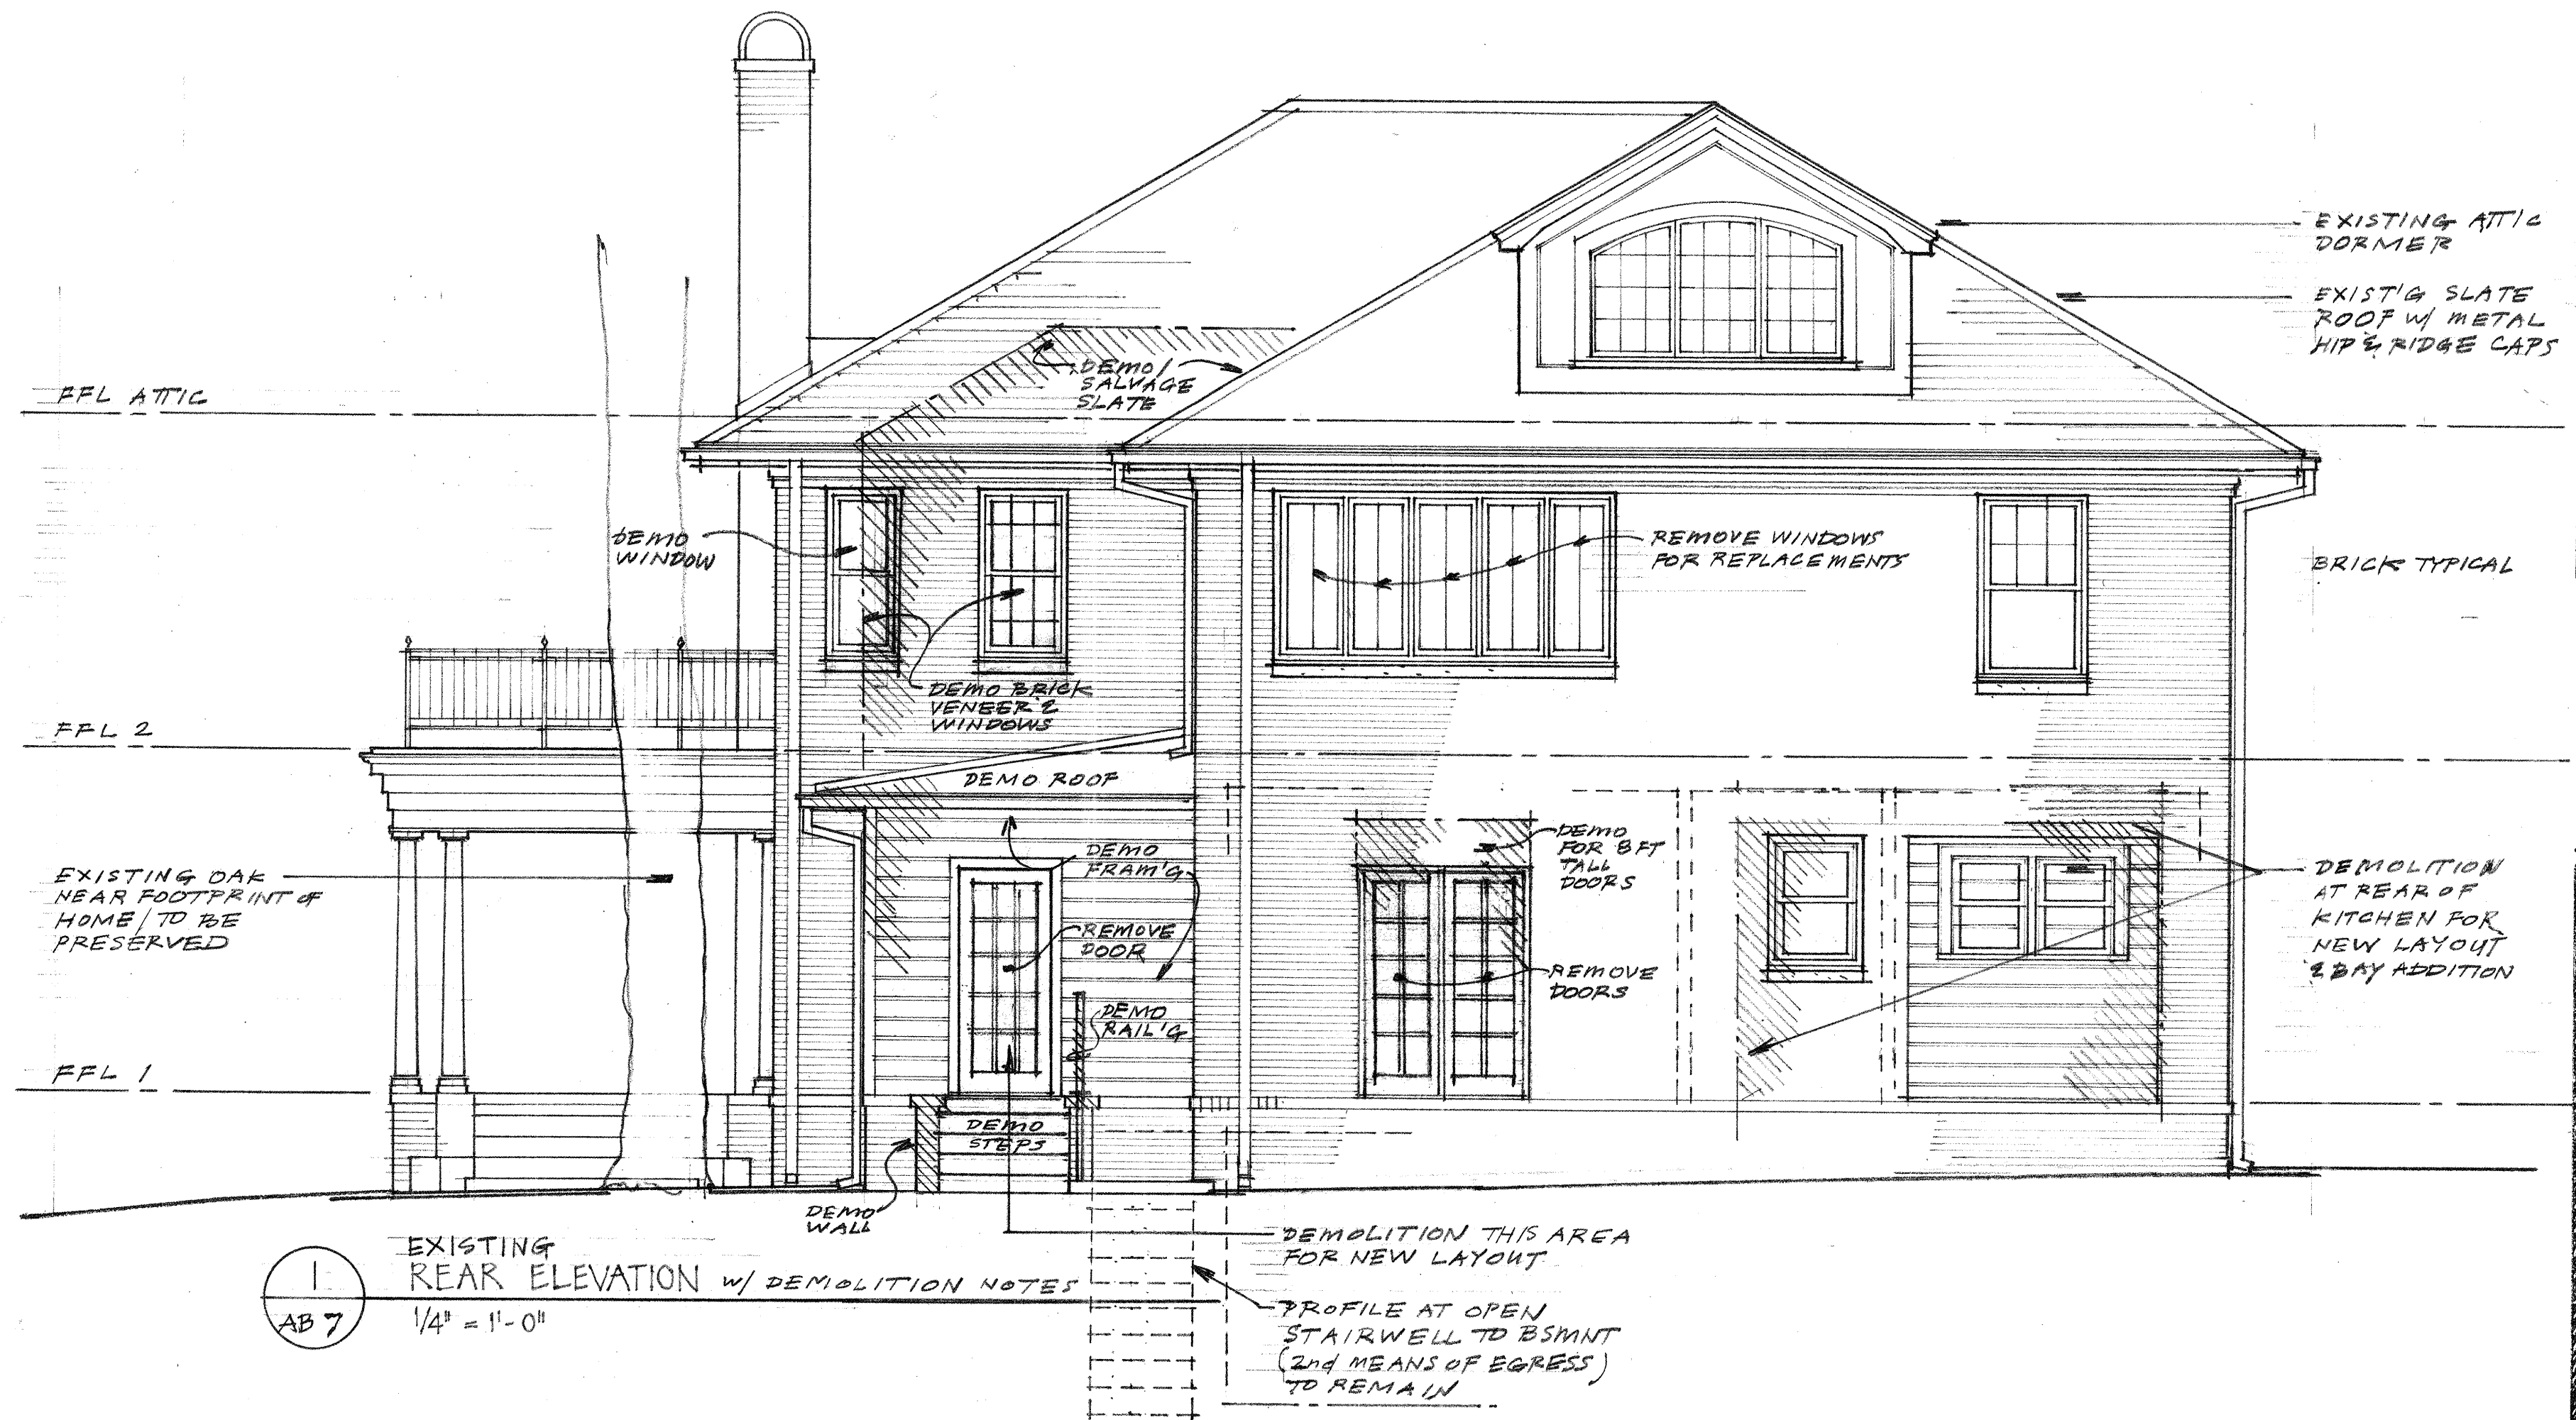 EXISTING ATTIC
DORMER
EXIST'G SLATE
ROOF W/ METAL
HIP & RIDGE CAPS
DEMO/
SALVAGE
SLATE
FFL ATTIC
DEMO
WINDOW
REMOVE WINDOWS
FOR REPLACEMENTS
BRICK TYPICAL
DEMO BRICK
VENEER &
WINDOWS
FFL 2
DEMO ROOF
DEMO
FRAM'G
DEMO
FOR 8 FT
TALL
DOORS
EXISTING OAK
NEAR FOOTPRINT OF
HOME / TO BE
PRESERVED
DEMOLITION
AT REAR OF
KITCHEN FOR
NEW LAYOUT
& BAY ADDITION
REMOVE
DOOR
REMOVE
DOORS
DEMO
RAIL'G
FFL 1
DEMO
STEPS
DEMO
WALL
DEMOLITION THIS AREA
FOR NEW LAYOUT
1
AB 7
EXISTING
REAR ELEVATION W/ DEMOLITION NOTES
1/4" = 1'-0"
PROFILE AT OPEN
STAIRWELL TO BSMNT
(2nd MEANS OF EGRESS)
TO REMAIN